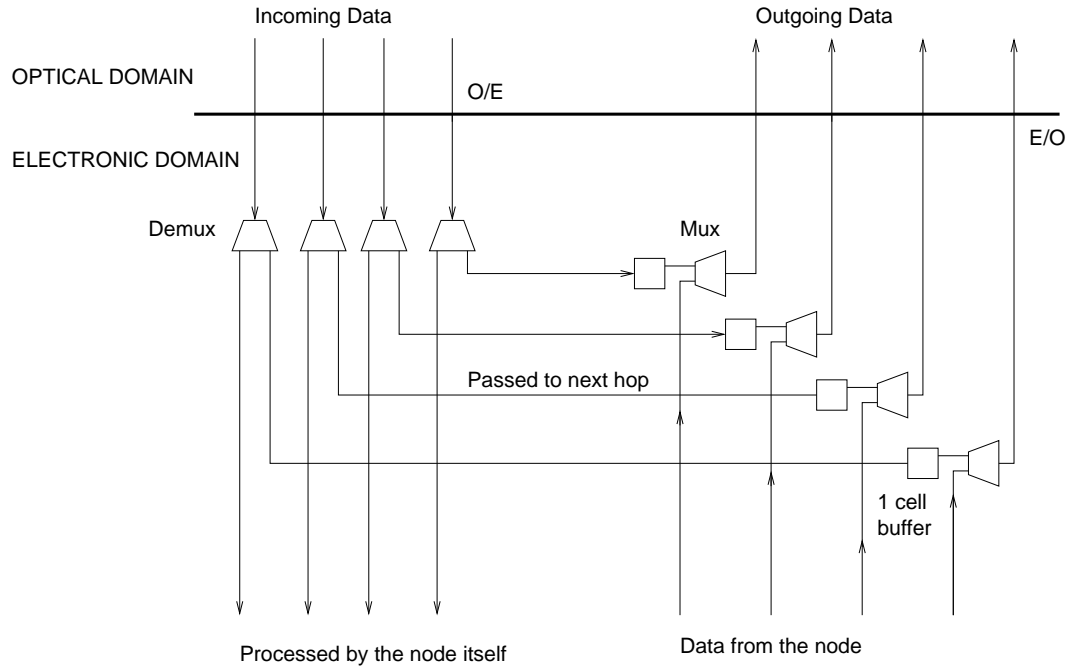 Incoming Data
Outgoing Data
OPTICAL DOMAIN
O/E
E/O
ELECTRONIC DOMAIN
Demux
Mux
Passed to next hop
1 cell
buffer
Processed by the node itself
Data from the node